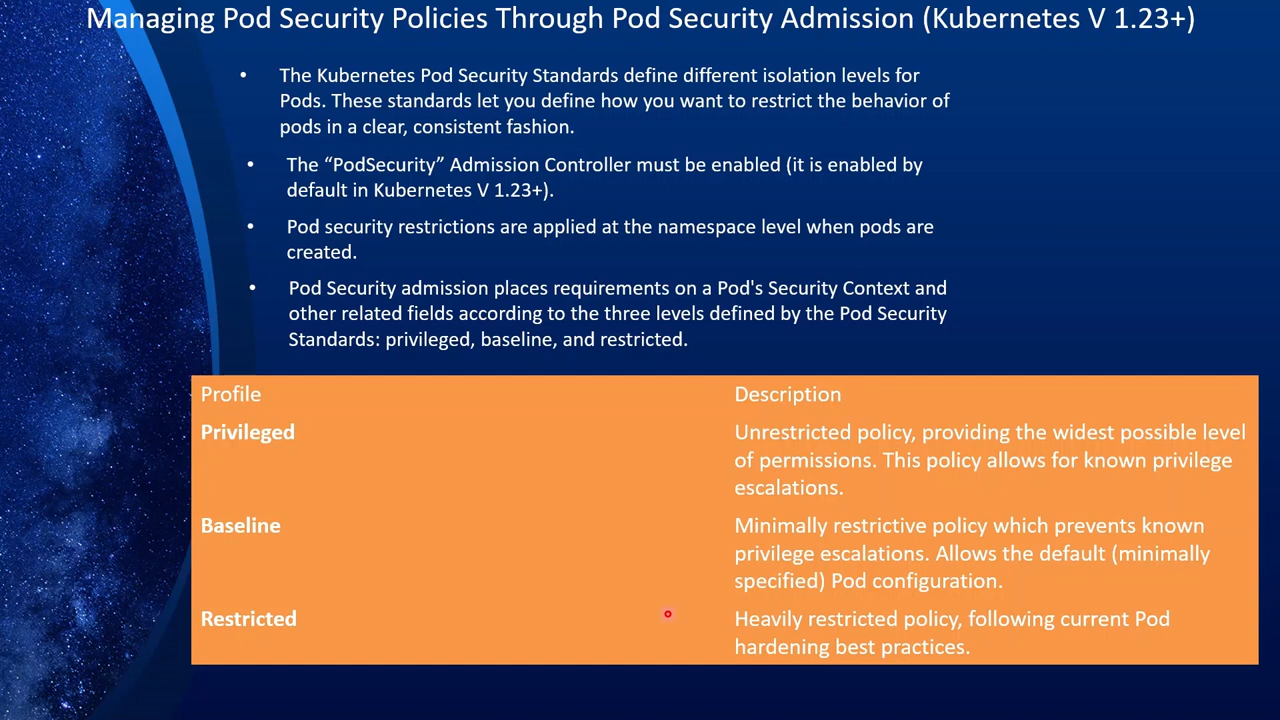 Managing Pod Security Policies Through Pod Security Admission (Kubernetes V 1.23+)
• The Kubernetes Pod Security Standards define different isolation levels for
Pods. These standards let you define how you want to restrict the behavior of
pods in a clear, consistent fashion.
• The “PodSecurity” Admission Controller must be enabled (it is enabled by
default in Kubernetes V 1.23+).
• Pod security restrictions are applied at the namespace level when pods are
created.
• Pod Security admission places requirements on a Pod's Security Context and
other related fields according to the three levels defined by the Pod Security
Standards: privileged, baseline, and restricted.
Profile Description
Privileged Unrestricted policy, providing the widest possible level
of permissions. This policy allows for known privilege
escalations.
Baseline Minimally restrictive policy which prevents known
privilege escalations. Allows the default (minimally
specified) Pod configuration.
Restricted Heavily restricted policy, following current Pod
hardening best practices.